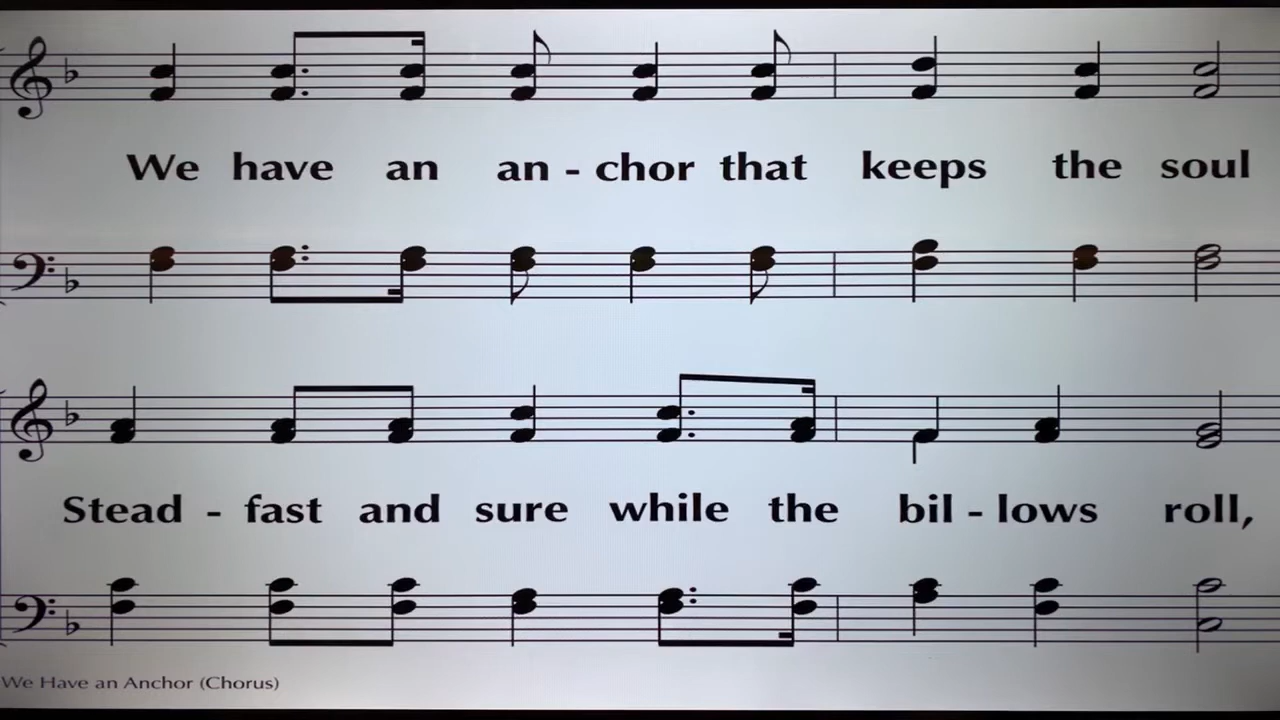 We have an an - chor that keeps the soul
Stead - fast and sure while the bil - lows roll,
We Have an Anchor (Chorus)